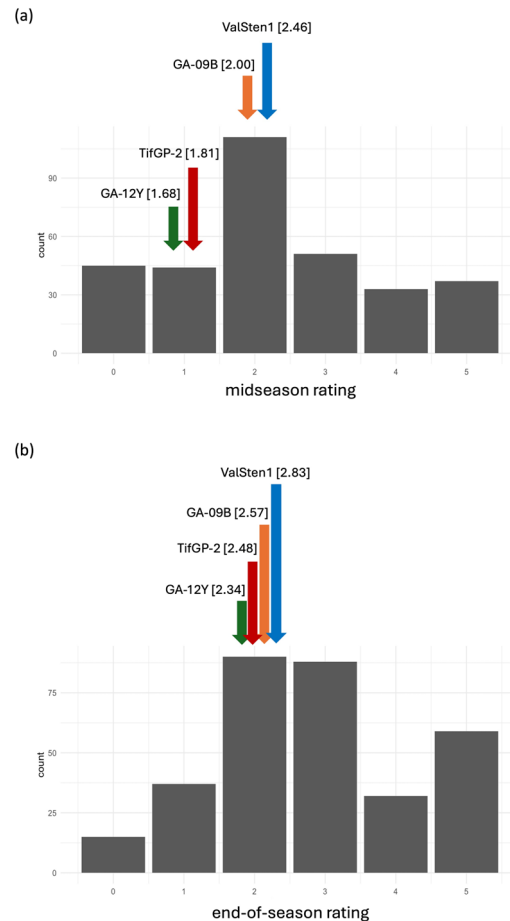 (a)
ValSten1 [2.46]
GA-09B [2.00]
TifGP-2 [1.81]
GA-12Y [1.68]
90
60
30
0
count
0 1 2 3 4 5
midseason rating
(b)
ValSten1 [2.83]
GA-09B [2.57]
TifGP-2 [2.48]
GA-12Y [2.34]
75
50
25
0
count
0 1 2 3 4 5
end-of-season rating